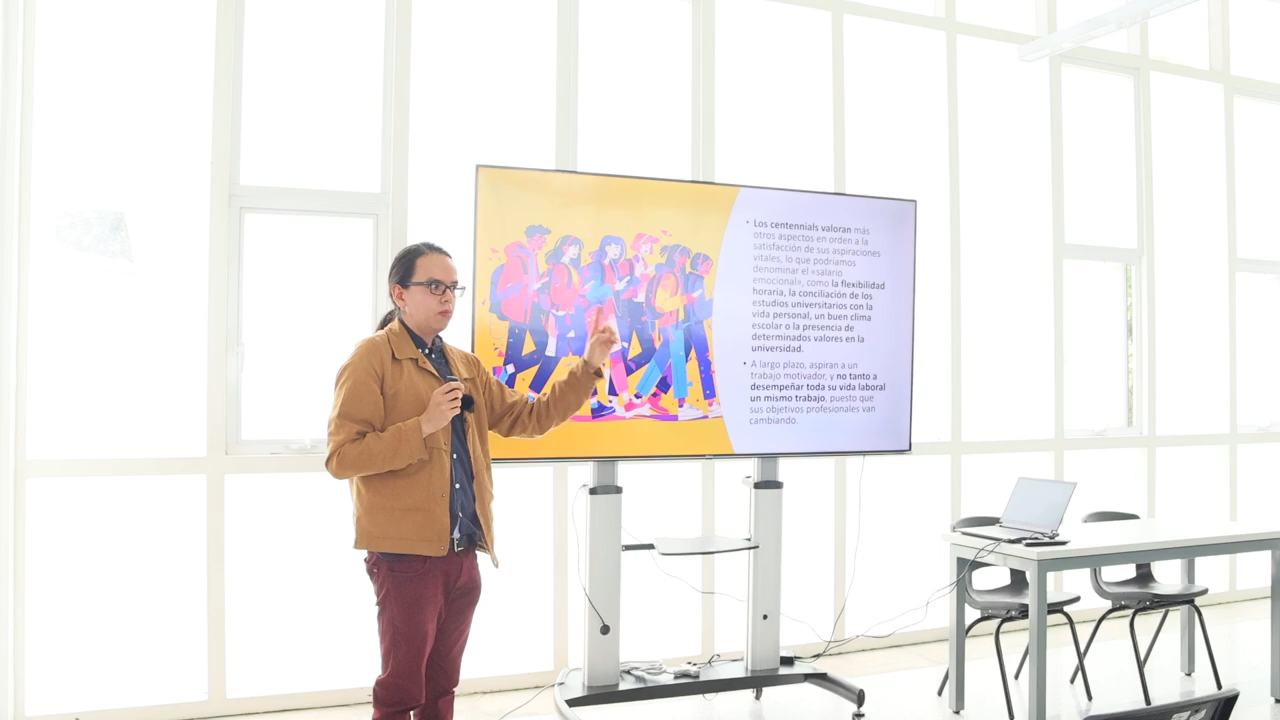 • Los centennials valoran más
otros aspectos en orden a la
satisfacción de sus aspiraciones
vitales, lo que podríamos
denominar el «salario
emocional», como la flexibilidad
horaria, la conciliación de los
estudios universitarios con la
vida personal, un buen clima
escolar o la presencia de
determinados valores en la
universidad.
• A largo plazo, aspiran a un
trabajo motivador, y no tanto a
desempeñar toda su vida laboral
un mismo trabajo, puesto que
sus objetivos profesionales van
cambiando.